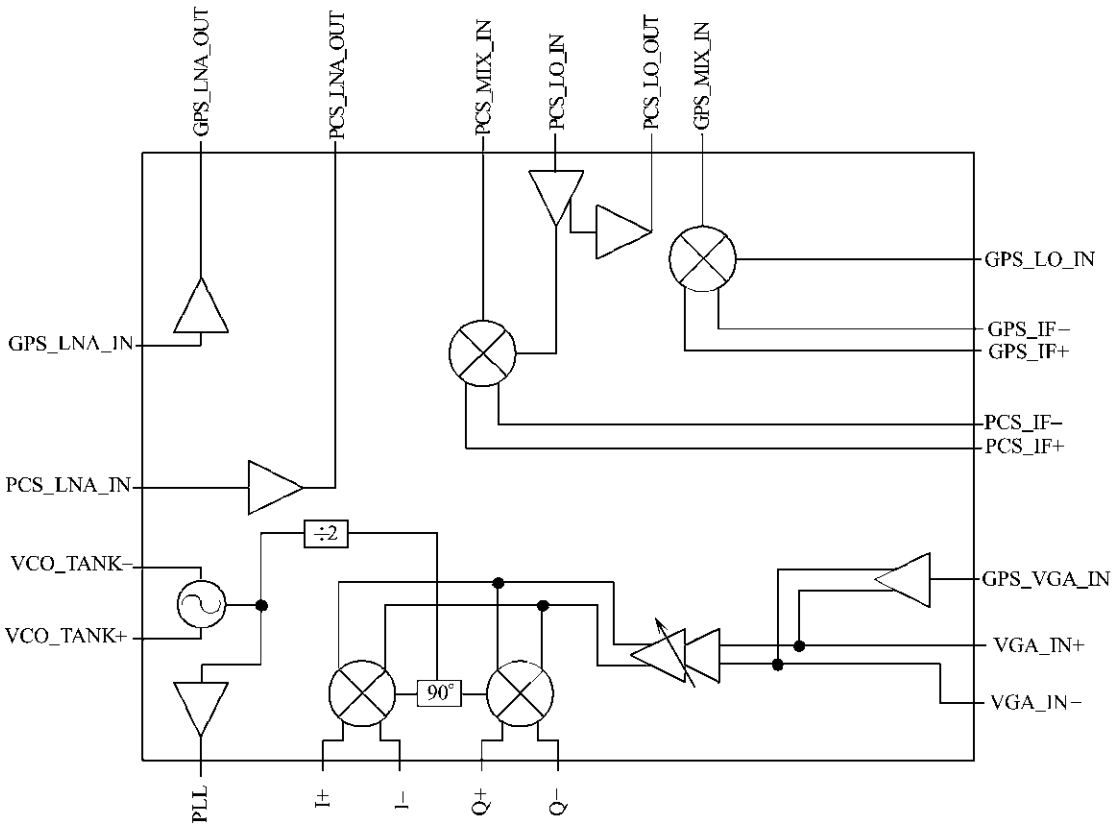 GPS_LNA_OUT
PCS_LNA_OUT
PCS_MIX_IN
PCS_LO_IN
PCS_LO_OUT
GPS_MIX_IN
GPS_LO_IN
GPS_IF−
GPS_LNA_IN
GPS_IF+
PCS_IF−
PCS_IF+
PCS_LNA_IN
÷2
VCO_TANK−
GPS_VGA_IN
VCO_TANK+
VGA_IN+
90°
VGA_IN−
PLL
I+
I−
Q+
Q−